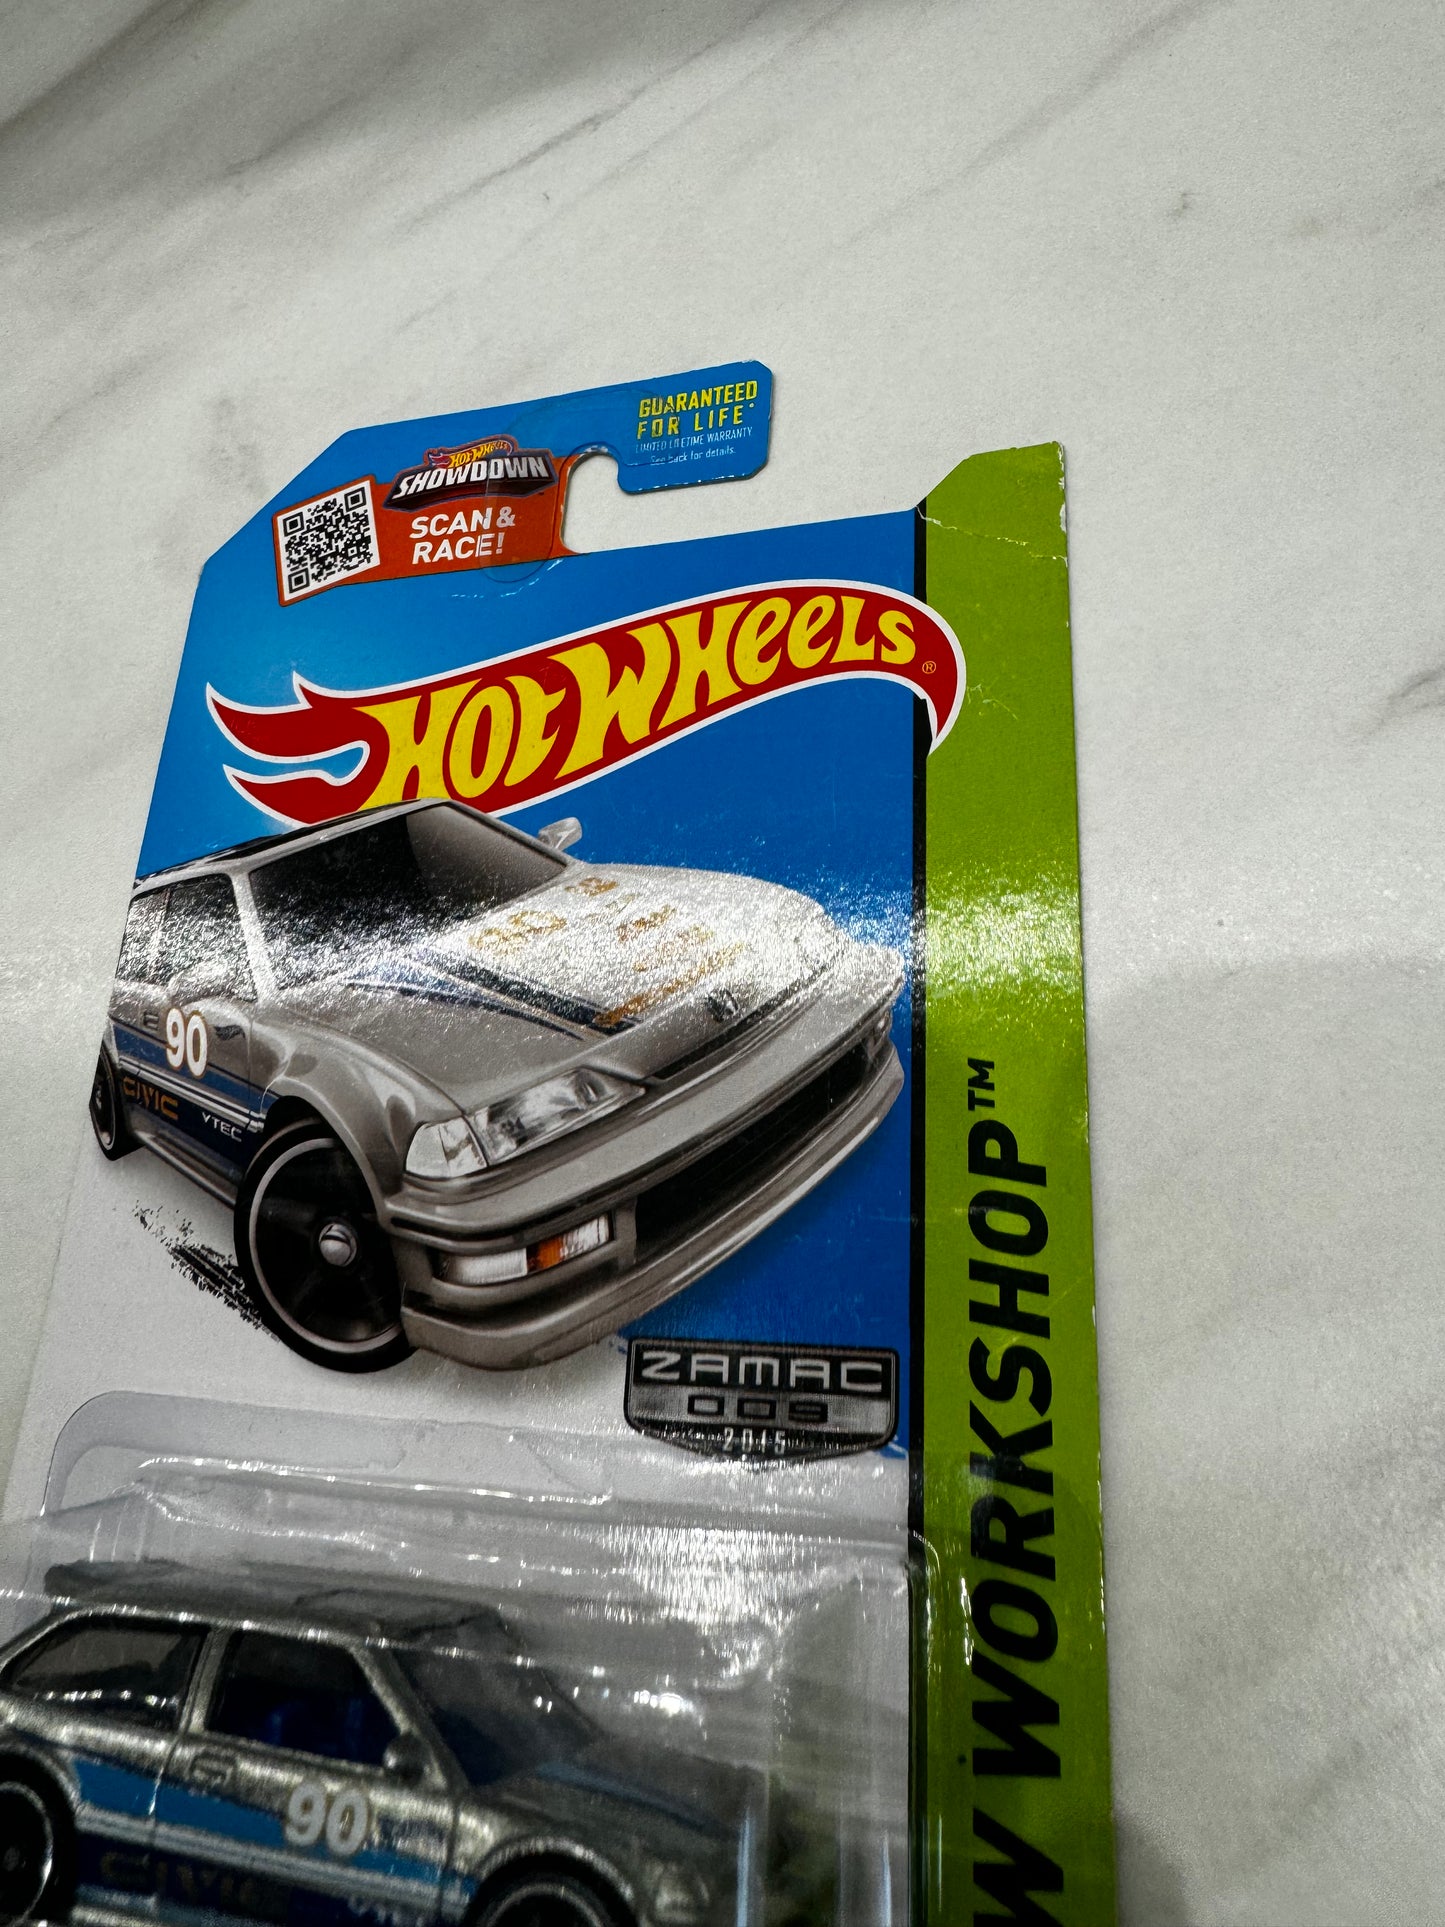 GUARANTEED
FOR LIFE*
LIMITED LIFETIME WARRANTY
See back for details.
HOT WHEELS
SHOWDOWN
SCAN &
RACE!
HOT WHEELS®
90
CIVIC
VTEC
ZAMAC
009
2015
W WORKSHOP™
90
CIVIC